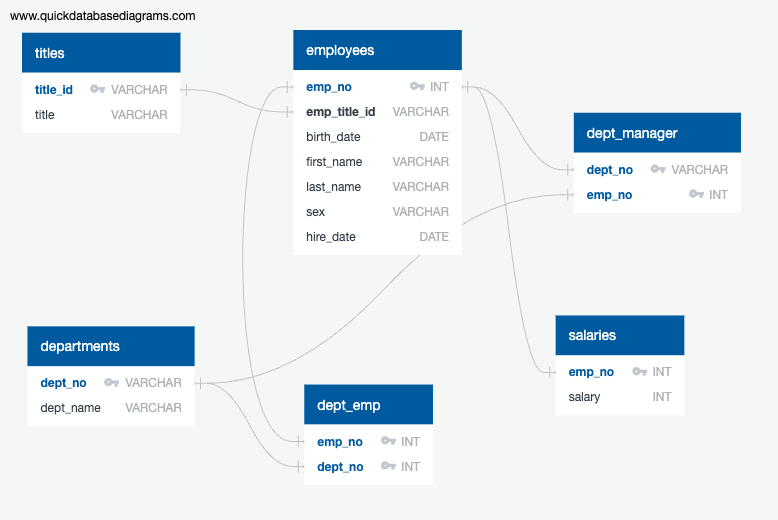 www.quickdatabasediagrams.com
titles
title_id VARCHAR
title VARCHAR
employees
emp_no INT
emp_title_id VARCHAR
birth_date DATE
first_name VARCHAR
last_name VARCHAR
sex VARCHAR
hire_date DATE
dept_manager
dept_no VARCHAR
emp_no INT
departments
dept_no VARCHAR
dept_name VARCHAR
dept_emp
emp_no INT
dept_no INT
salaries
emp_no INT
salary INT